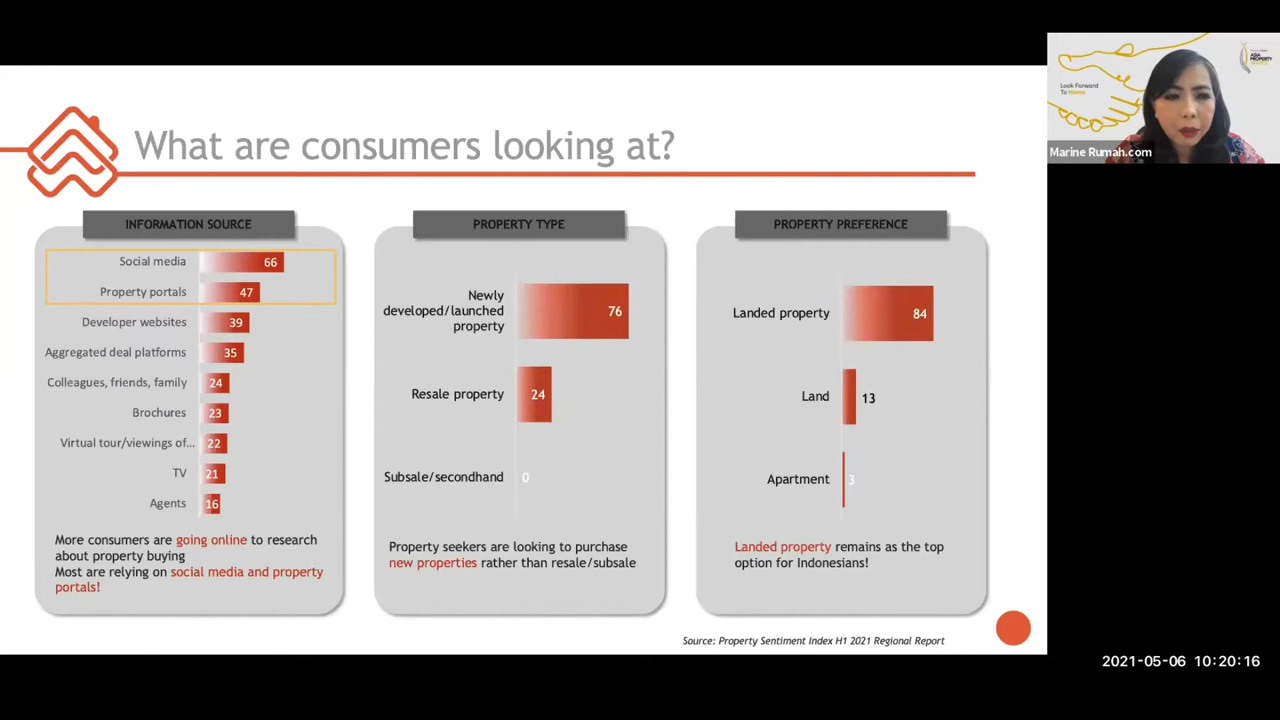 What are consumers looking at?
INFORMATION SOURCE
Social media 66
Property portals 47
Developer websites 39
Aggregated deal platforms 35
Colleagues, friends, family 24
Brochures 23
Virtual tour/viewings of... 22
TV 21
Agents 16
More consumers are going online to research
about property buying
Most are relying on social media and property
portals!
PROPERTY TYPE
Newly
developed/launched
property
76
Resale property 24
Subsale/secondhand 0
Property seekers are looking to purchase
new properties rather than resale/subsale
PROPERTY PREFERENCE
Landed property 84
Land 13
Apartment 3
Landed property remains as the top
option for Indonesians!
Source: Property Sentiment Index H1 2021 Regional Report
Look Forward
To Home
ASIA
PROPERTY
Marine Rumah.com
2021-05-06 10:20:16